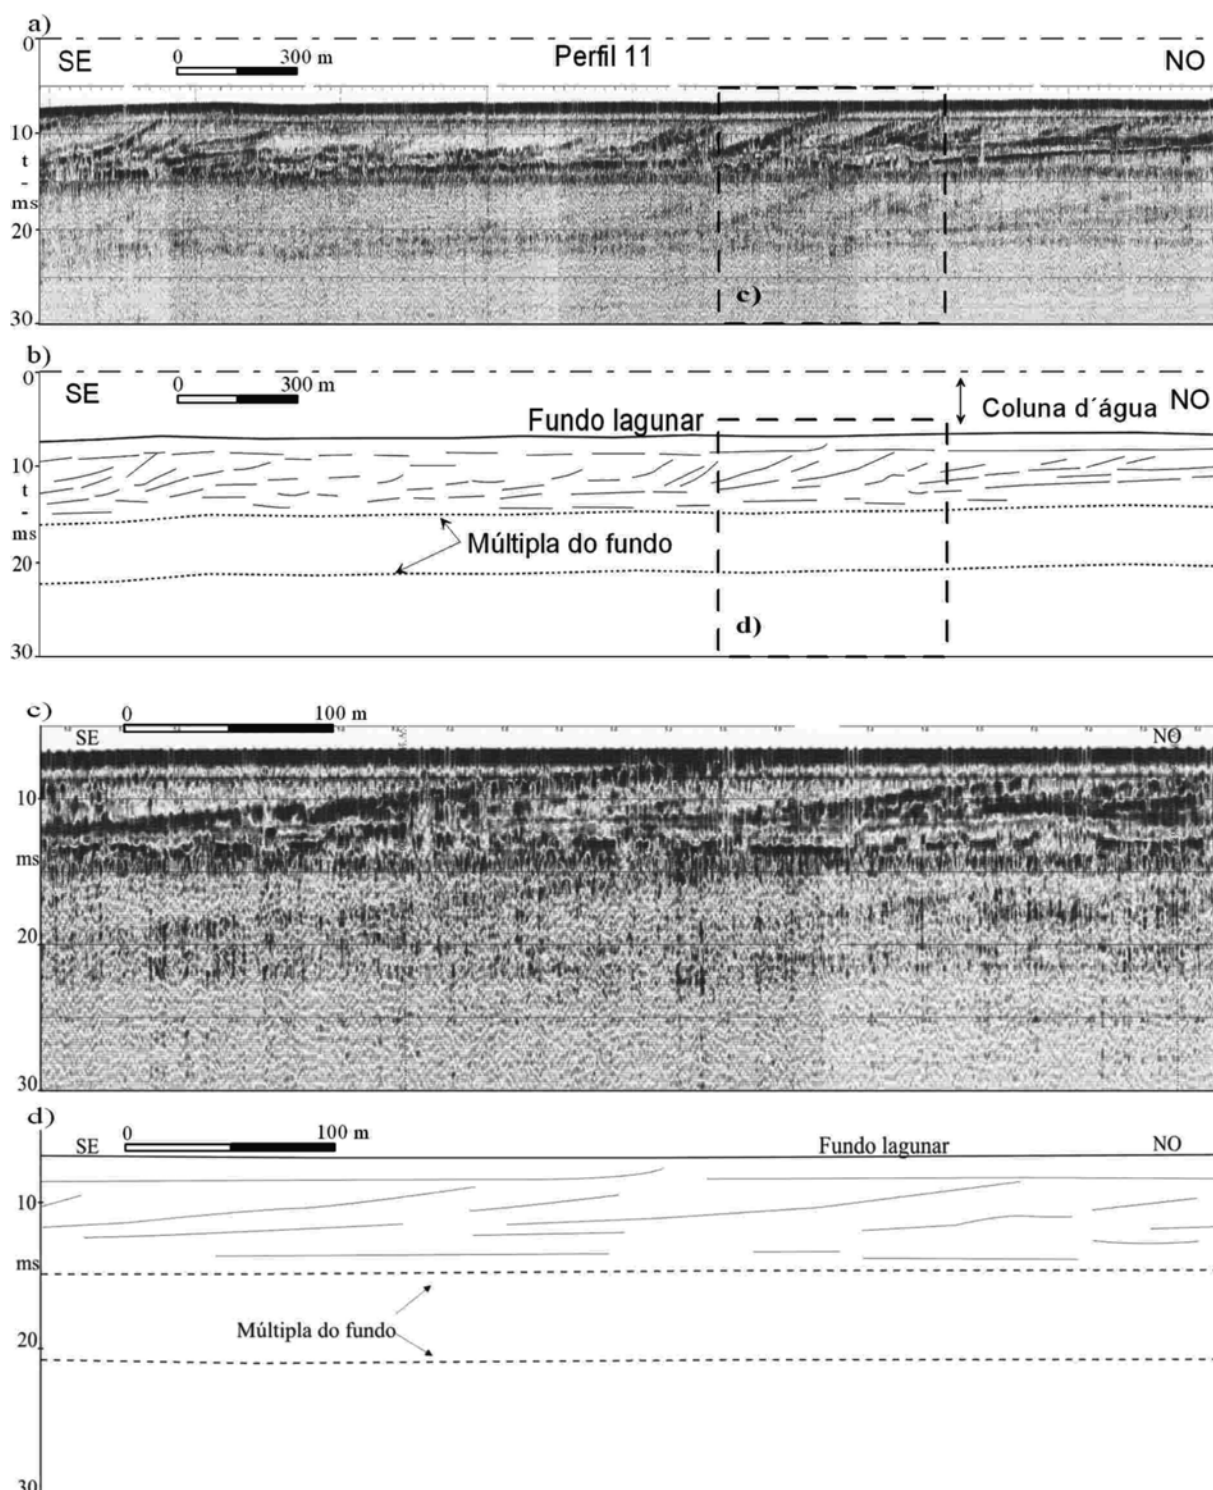 a)
0
SE
0 300 m
Perfil 11
NO
10
t
-
ms
20
c)
30
b)
0
SE
0 300 m
Fundo lagunar
Coluna d´água
NO
10
t
-
ms
Múltipla do fundo
20
d)
30
c)
0 100 m
SE
NO
10
ms
20
30
d)
0 100 m
SE
Fundo lagunar
NO
10
ms
Múltipla do fundo
20
30